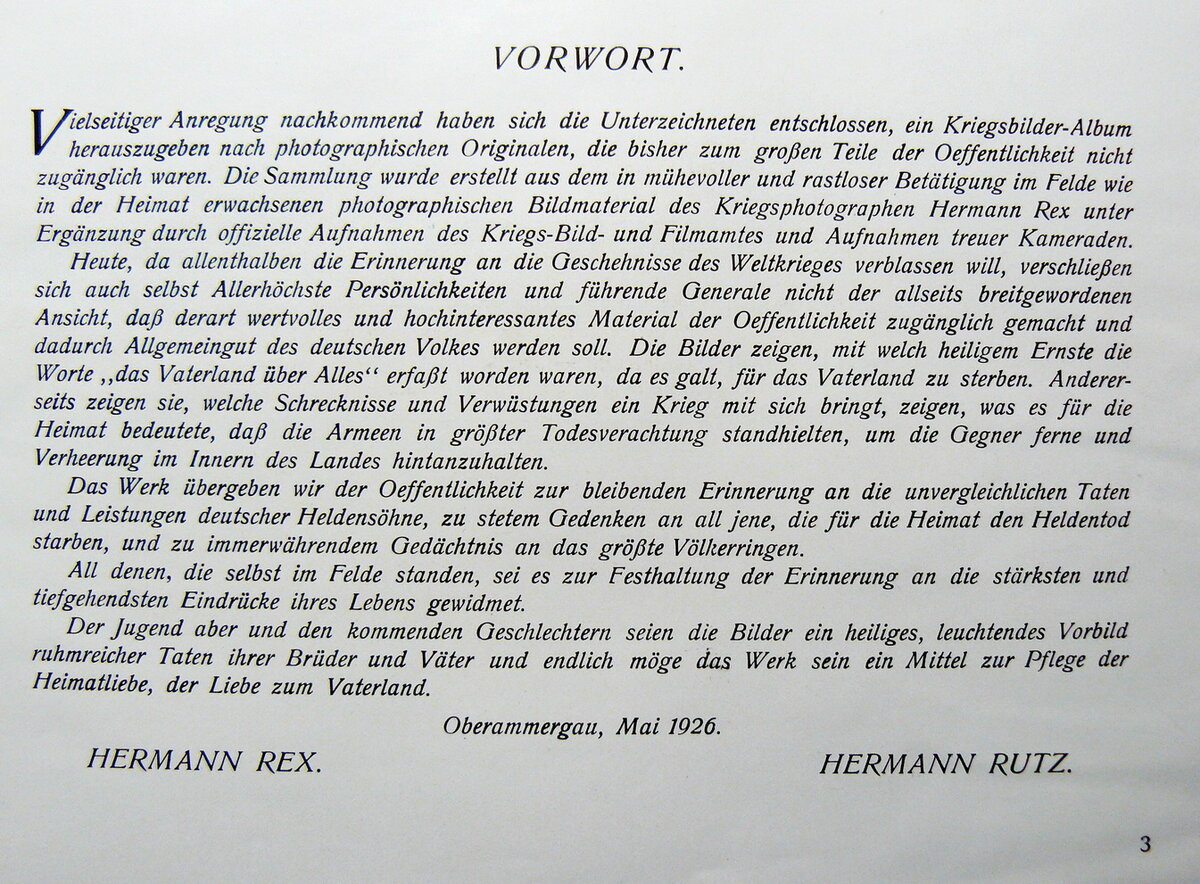 VORWORT.
Vielseitiger Anregung nachkommend haben sich die Unterzeichneten entschlossen, ein Kriegsbilder-Album
herauszugeben nach photographischen Originalen, die bisher zum großen Teile der Oeffentlichkeit nicht
zugänglich waren. Die Sammlung wurde erstellt aus dem in mühevoller und rastloser Betätigung im Felde wie
in der Heimat erwachsenen photographischen Bildmaterial des Kriegsphotographen Hermann Rex unter
Ergänzung durch offizielle Aufnahmen des Kriegs-Bild- und Filmamtes und Aufnahmen treuer Kameraden.
Heute, da allenthalben die Erinnerung an die Geschehnisse des Weltkrieges verblassen will, verschließen
sich auch selbst Allerhöchste Persönlichkeiten und führende Generale nicht der allseits breitgewordenen
Ansicht, daß derart wertvolles und hochinteressantes Material der Oeffentlichkeit zugänglich gemacht und
dadurch Allgemeingut des deutschen Volkes werden soll. Die Bilder zeigen, mit welch heiligem Ernste die
Worte „das Vaterland über Alles“ erfaßt worden waren, da es galt, für das Vaterland zu sterben. Anderer-
seits zeigen sie, welche Schrecknisse und Verwüstungen ein Krieg mit sich bringt, zeigen, was es für die
Heimat bedeutete, daß die Armeen in größter Todesverachtung standhielten, um die Gegner ferne und
Verheerung im Innern des Landes hintanzuhalten.
Das Werk übergeben wir der Oeffentlichkeit zur bleibenden Erinnerung an die unvergleichlichen Taten
und Leistungen deutscher Heldensöhne, zu stetem Gedenken an all jene, die für die Heimat den Heldentod
starben, und zu immerwährendem Gedächtnis an das größte Völkerringen.
All denen, die selbst im Felde standen, sei es zur Festhaltung der Erinnerung an die stärksten und
tiefgehendsten Eindrücke ihres Lebens gewidmet.
Der Jugend aber und den kommenden Geschlechtern seien die Bilder ein heiliges, leuchtendes Vorbild
ruhmreicher Taten ihrer Brüder und Väter und endlich möge das Werk sein ein Mittel zur Pflege der
Heimatliebe, der Liebe zum Vaterland.
Oberammergau, Mai 1926.
HERMANN REX. HERMANN RUTZ.
3